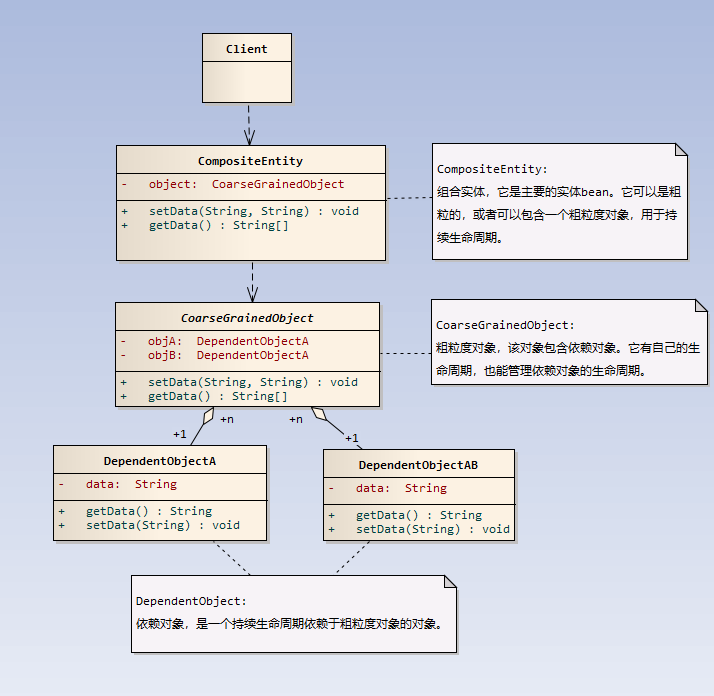 Client
CompositeEntity
- object: CoarseGrainedObject
+ setData(String, String) : void
+ getData() : String[]
CompositeEntity:
组合实体，它是主要的实体bean。它可以是粗
粒的，或者可以包含一个粗粒度对象，用于持
续生命周期。
CoarseGrainedObject
- objA: DependentObjectA
- objB: DependentObjectA
+ setData(String, String) : void
+ getData() : String[]
CoarseGrainedObject:
粗粒度对象，该对象包含依赖对象。它有自己的生
命周期，也能管理依赖对象的生命周期。
+n
+n
+1
+1
DependentObjectA
- data: String
+ getData() : String
+ setData(String) : void
DependentObjectAB
- data: String
+ getData() : String
+ setData(String) : void
DependentObject:
依赖对象，是一个持续生命周期依赖于粗粒度对象的对象。